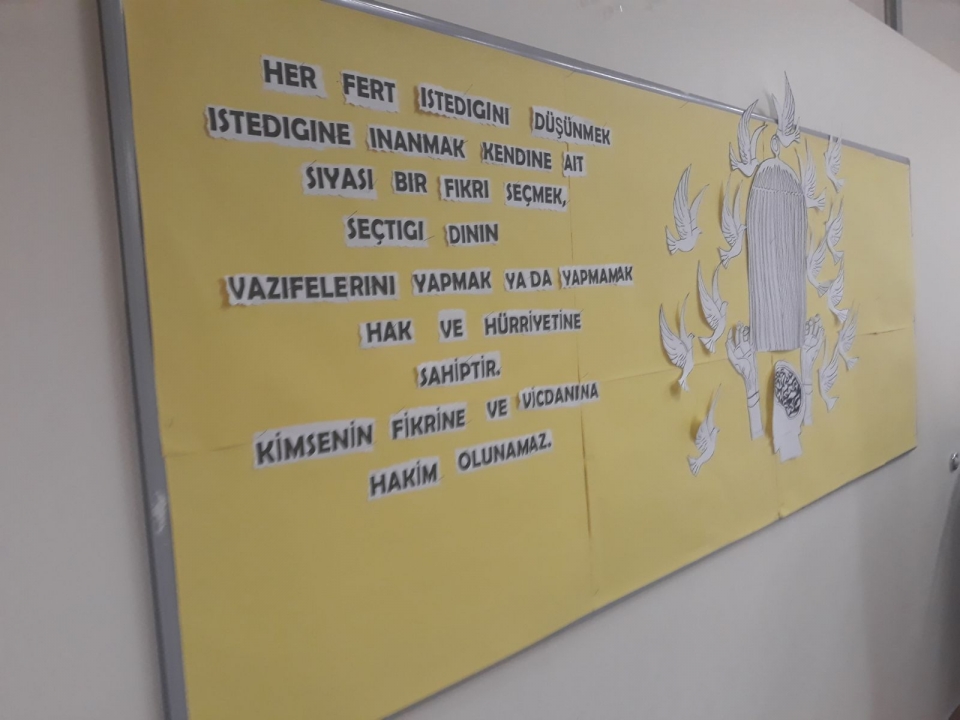 HER FERT ISTEDIGINI DÜŞÜNMEK
ISTEDIGINE INANMAK KENDINE AIT
SIYASI BIR FIKRI SEÇMEK,
SEÇTIGI DININ
VAZIFELERINI YAPMAK YA DA YAPMAMAK
HAK VE HÜRRİYETİNE
SAHİPTİR.
KİMSENİN FİKRİNE VE VİCDANINA
HAKİM OLUNAMAZ.